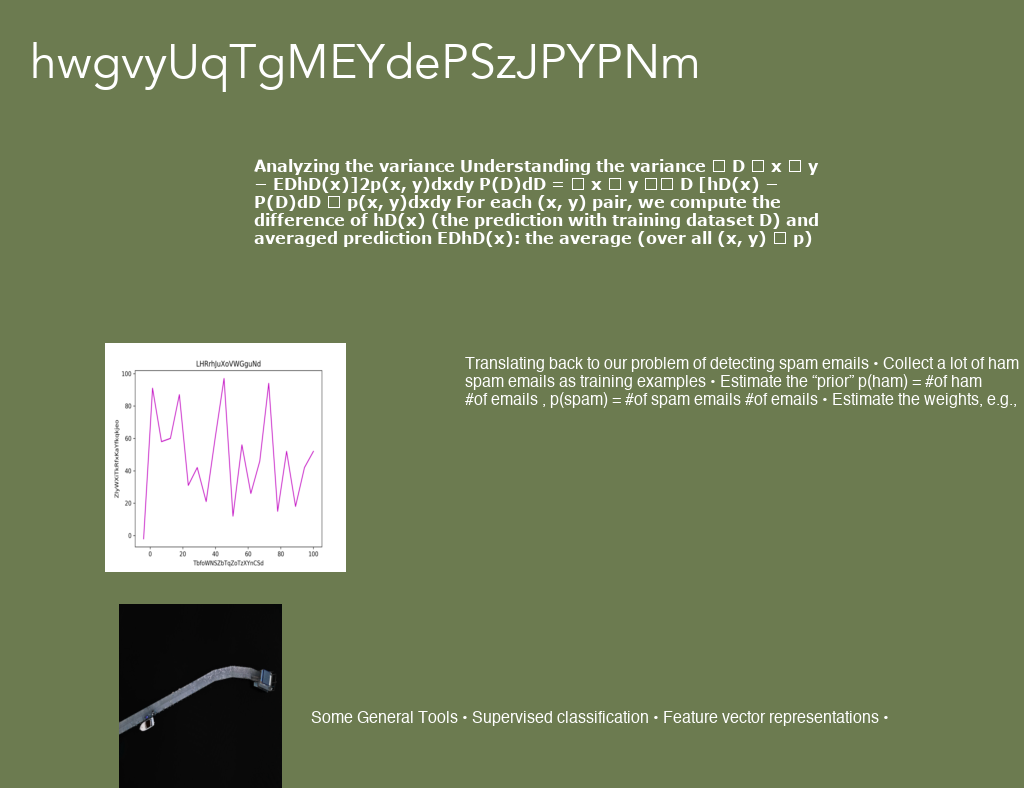 hwgvyUqTgMEYdePSzJPYPNm
Analyzing the variance Understanding the variance □ D □ x □ y
− EDhD(x)]2p(x, y)dxdy P(D)dD = □ x □ y □□ D [hD(x) −
P(D)dD □ p(x, y)dxdy For each (x, y) pair, we compute the
difference of hD(x) (the prediction with training dataset D) and
averaged prediction EDhD(x): the average (over all (x, y) □ p)
LHRrhJuXoVWGguNd
100
80
60
40
20
0
ZlyWXiTkRfxKaYfkqkjeo
0 20 40 60 80 100
TbfoWNSZbTqZoTzXYnCSd
Translating back to our problem of detecting spam emails • Collect a lot of ham
spam emails as training examples • Estimate the “prior” p(ham) = #of ham
#of emails , p(spam) = #of spam emails #of emails • Estimate the weights, e.g.,
Some General Tools • Supervised classification • Feature vector representations •